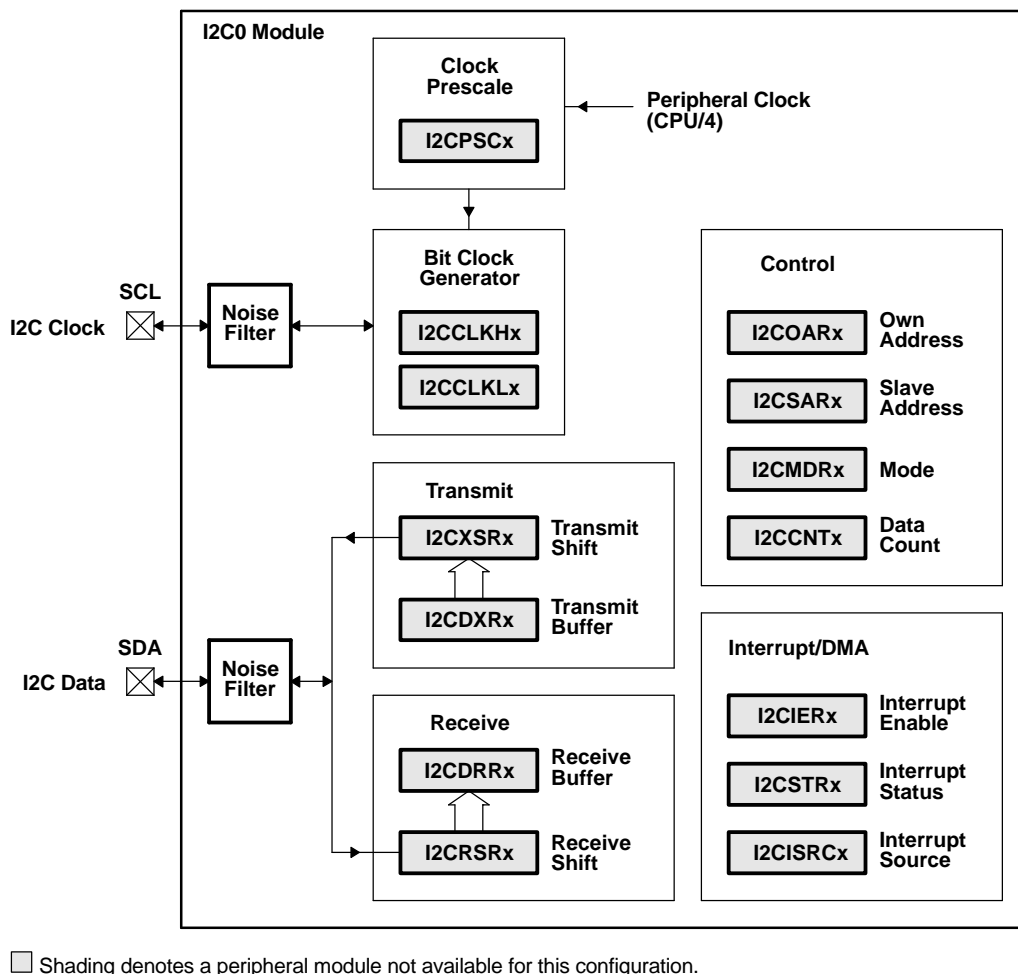 I2C0 Module
Clock
Prescale
I2CPSCx
Peripheral Clock
(CPU/4)
Bit Clock
Generator
I2CCLKHx
I2CCLKLx
SCL
I2C Clock
Noise
Filter
Control
I2COARx
Own
Address
I2CSARx
Slave
Address
I2CMDRx
Mode
I2CCNTx
Data
Count
Transmit
I2CXSRx
Transmit
Shift
I2CDXRx
Transmit
Buffer
SDA
I2C Data
Noise
Filter
Receive
I2CDRRx
Receive
Buffer
I2CRSRx
Receive
Shift
Interrupt/DMA
I2CIERx
Interrupt
Enable
I2CSTRx
Interrupt
Status
I2CISRCx
Interrupt
Source
Shading denotes a peripheral module not available for this configuration.